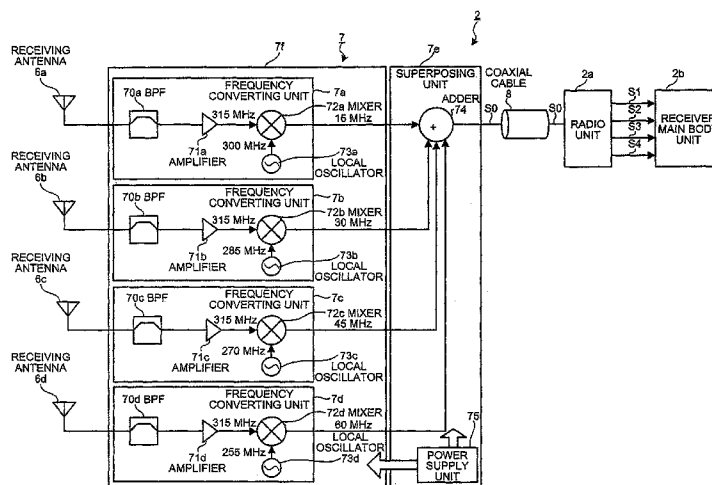 2
7
7f
7e
RECEIVING
ANTENNA
6a
70a BPF
FREQUENCY
CONVERTING UNIT
7a
72a MIXER
315 MHz
16 MHz
300 MHz
71a
AMPLIFIER
73a
LOCAL
OSCILLATOR
SUPERPOSING
UNIT
ADDER
74
+
COAXIAL
CABLE
8
S0
S0
2a
RADIO
UNIT
S1
S2
S3
S4
2b
RECEIVER
MAIN BODY
UNIT
RECEIVING
ANTENNA
6b
70b BPF
FREQUENCY
CONVERTING UNIT
7b
72b MIXER
315 MHz
30 MHz
285 MHz
71b
AMPLIFIER
73b
LOCAL
OSCILLATOR
RECEIVING
ANTENNA
6c
70c BPF
FREQUENCY
CONVERTING UNIT
7c
72c MIXER
315 MHz
45 MHz
270 MHz
71c
AMPLIFIER
73c
LOCAL
OSCILLATOR
RECEIVING
ANTENNA
6d
70d BPF
FREQUENCY
CONVERTING UNIT
7d
72d MIXER
315 MHz
60 MHz
255 MHz
71d
AMPLIFIER
LOCAL
OSCILLATOR
73d
75
POWER
SUPPLY
UNIT